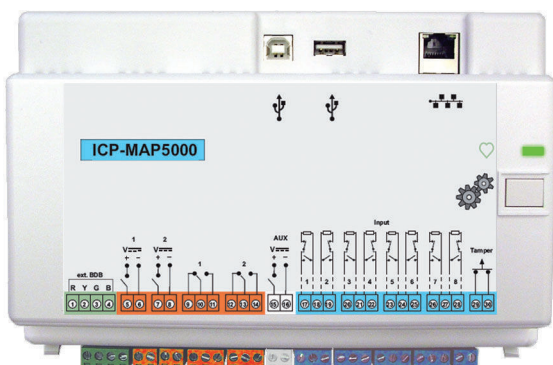 ICP-MAP5000
1 2 AUX Input
V V V
+ − + − 1 2 + − Tamper
ext. BDB
R Y G B 1 2 3 4 5 6 7 8
1 2 3 4 5 6 7 8 9 10 11 12 13 14 15 16 17 18 19 20 21 22 23 24 25 26 27 28 29 30